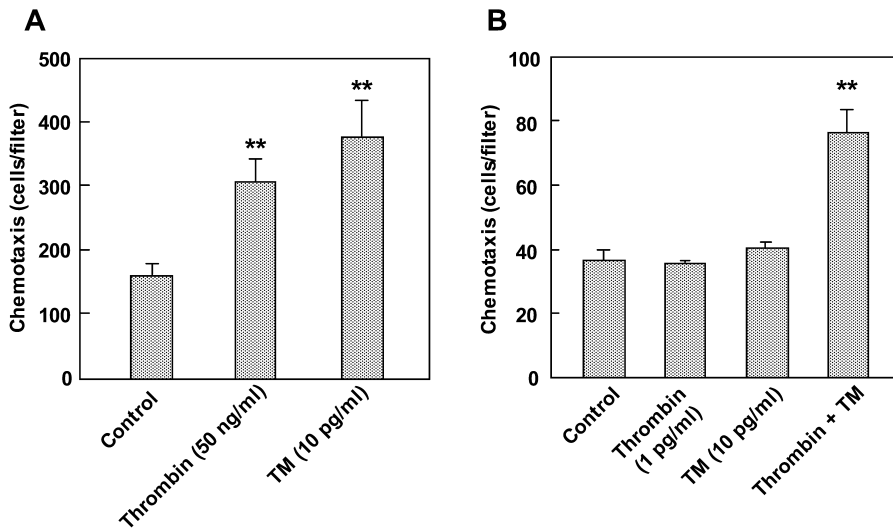 A
Chemotaxis (cells/filter)
500
400
300
200
100
0
**
**
Control
Thrombin (50 ng/ml)
TM (10 pg/ml)
B
Chemotaxis (cells/filter)
100
80
60
40
20
0
**
Control
Thrombin
(1 pg/ml)
TM (10 pg/ml)
Thrombin + TM